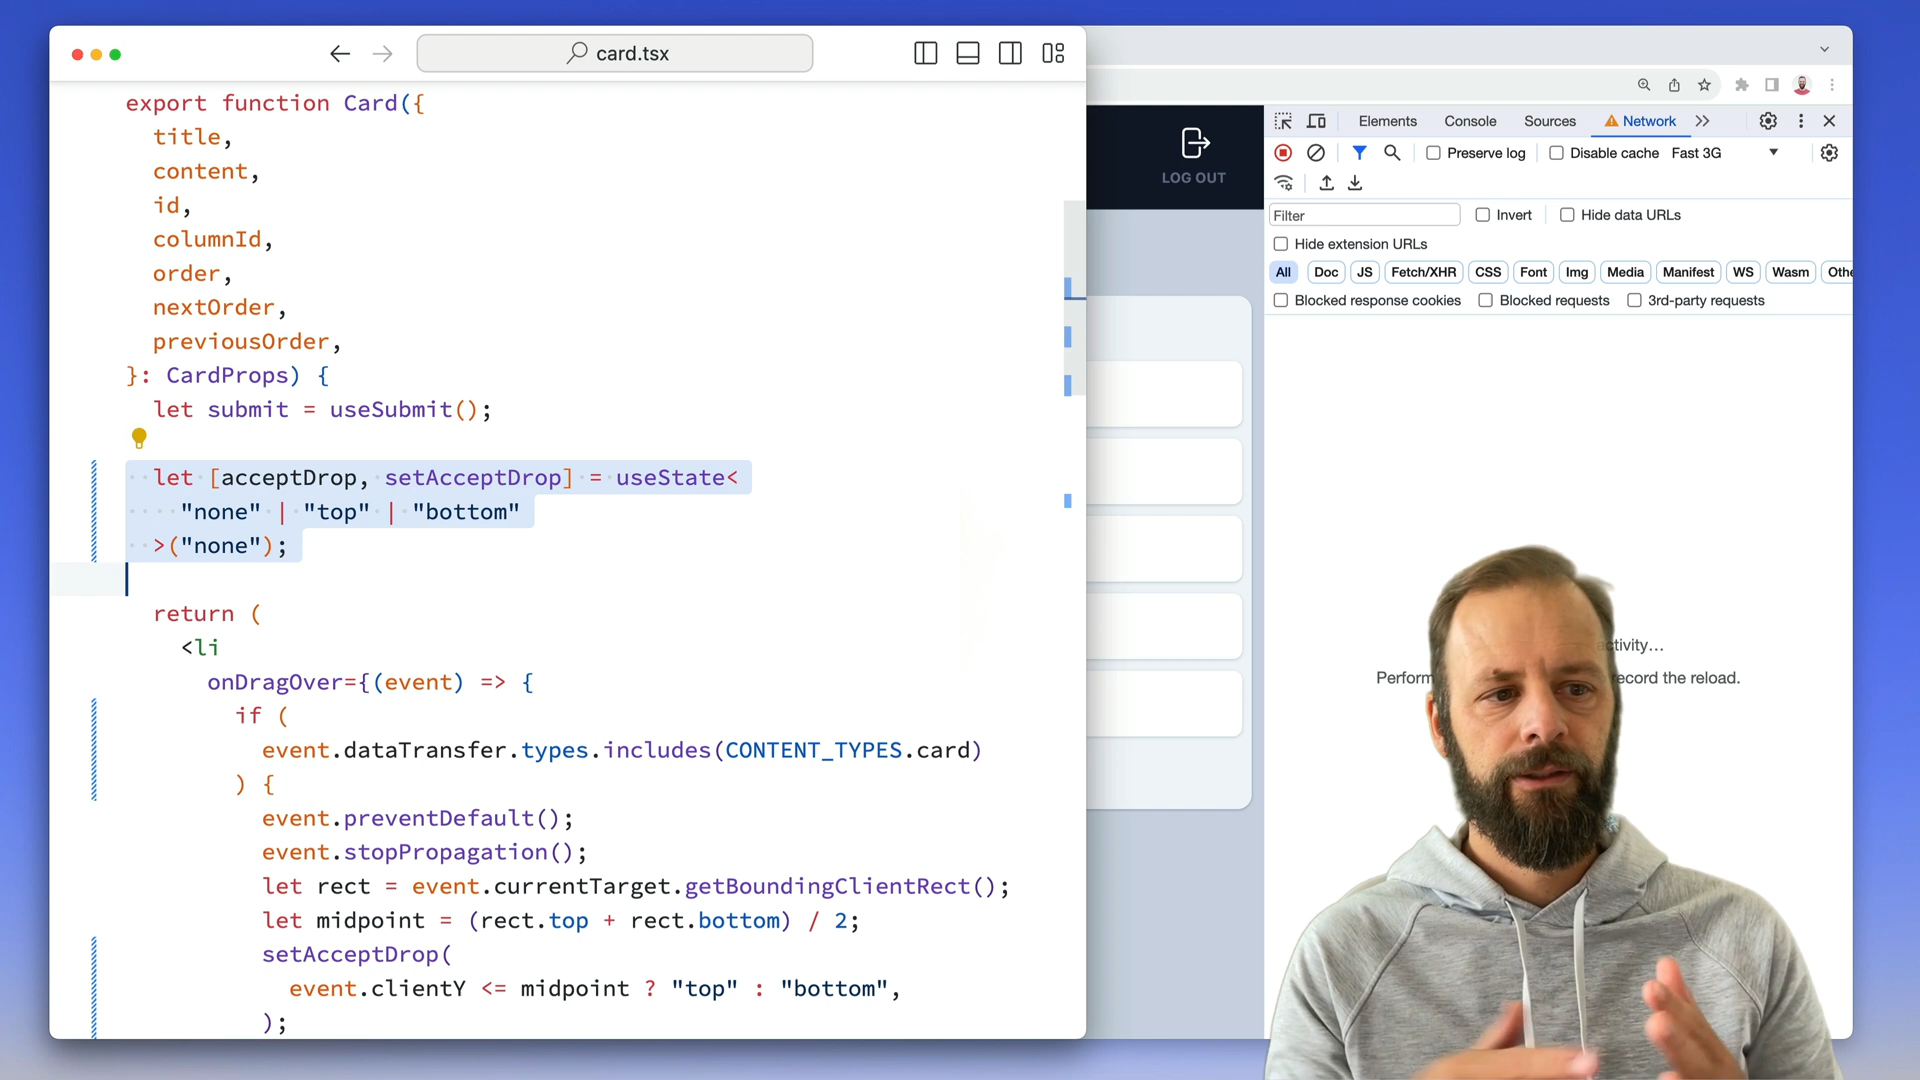 card.tsx
export function Card({
title,
content,
id,
columnId,
order,
nextOrder,
previousOrder,
}: CardProps) {
let submit = useSubmit();
let [acceptDrop, setAcceptDrop] = useState<
"none" | "top" | "bottom"
>("none");
return (
<li
onDragOver={(event) => {
if (
event.dataTransfer.types.includes(CONTENT_TYPES.card)
) {
event.preventDefault();
event.stopPropagation();
let rect = event.currentTarget.getBoundingClientRect();
let midpoint = (rect.top + rect.bottom) / 2;
setAcceptDrop(
event.clientY <= midpoint ? "top" : "bottom",
);
LOG OUT
Elements Console Sources Network
Preserve log Disable cache Fast 3G
Filter Invert Hide data URLs
Hide extension URLs
All Doc JS Fetch/XHR CSS Font Img Media Manifest WS Wasm Othe
Blocked response cookies Blocked requests 3rd-party requests
ctivity…
Perform ecord the reload.